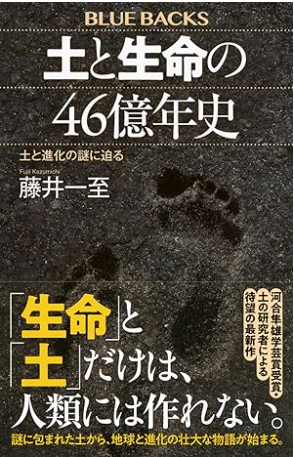 BLUE BACKS
土と生命の
46億年史
土と進化の謎に迫る
Fujii Kazumichi
藤井一至
河合隼雄学芸賞受賞・
土の研究者による
待望の最新作
「生命」と
「土」だけは、
人類には作れない。
謎に包まれた土から、地球と進化の壮大な物語が始まる。